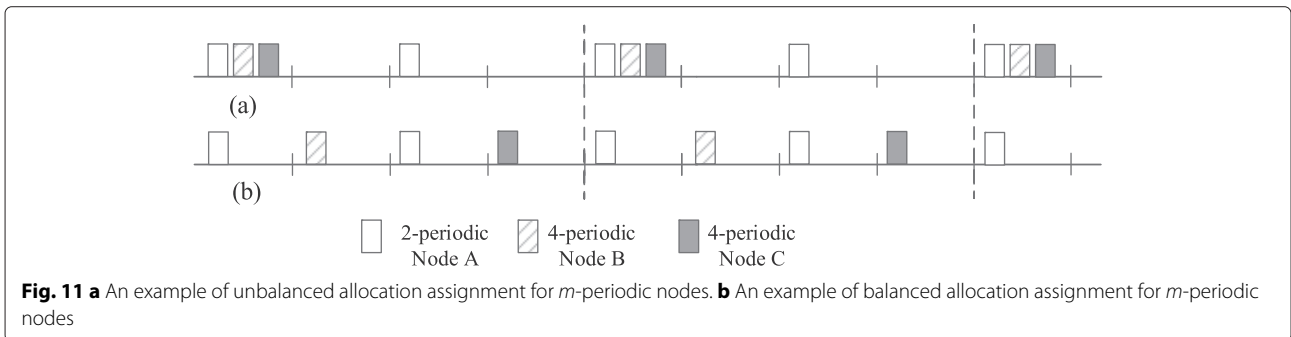 (a)
(b)
2-periodic
Node A
4-periodic
Node B
4-periodic
Node C
Fig. 11 a An example of unbalanced allocation assignment for m-periodic nodes. b An example of balanced allocation assignment for m-periodic
nodes